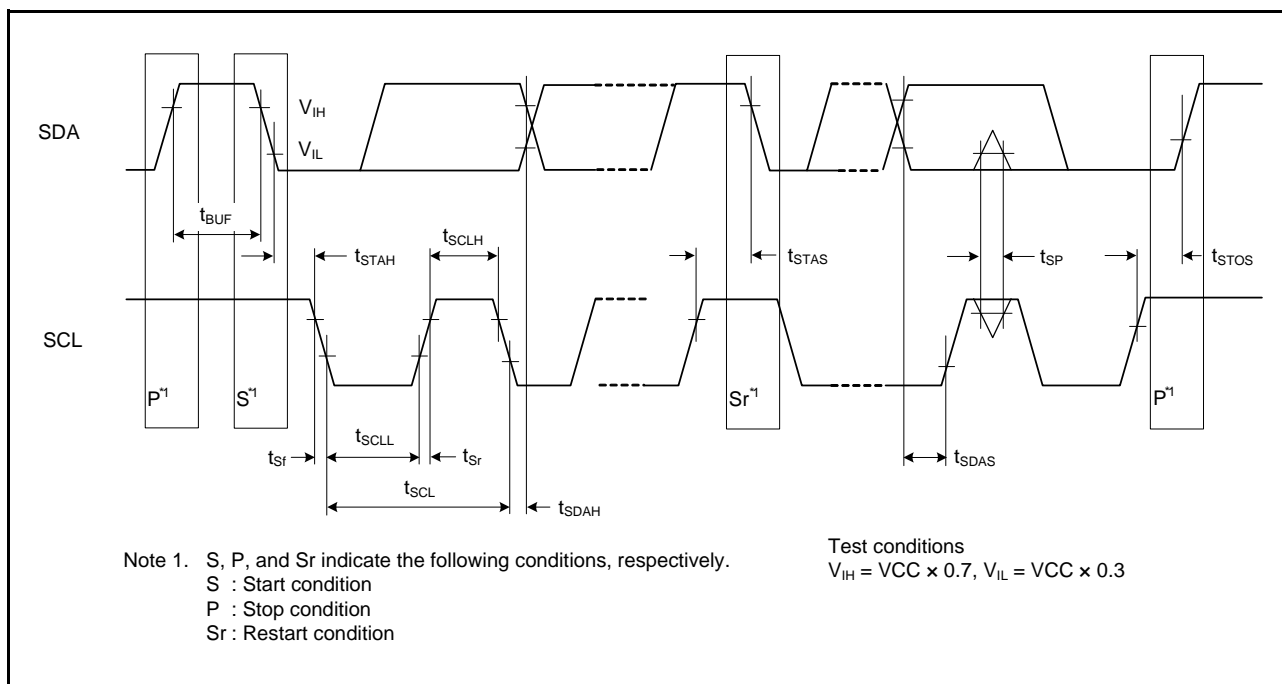 SDA
V_IH
V_IL
t_BUF
t_STAH
t_SCLH
t_STAS
t_SP
t_STOS
SCL
P*1
S*1
Sr*1
P*1
t_Sf
t_SCLL
t_Sr
t_SDAS
t_SCL
t_SDAH
Note 1. S, P, and Sr indicate the following conditions, respectively.
S : Start condition
P : Stop condition
Sr : Restart condition
Test conditions
V_IH = VCC × 0.7, V_IL = VCC × 0.3